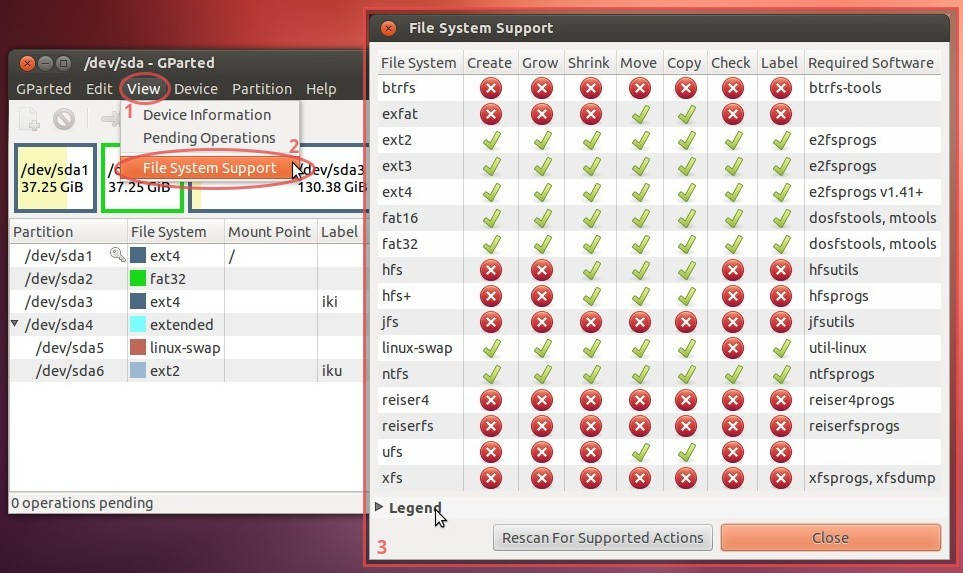 /dev/sda - GParted
GParted Edit View Device Partition Help
1
Device Information
Pending Operations
2
File System Support
/dev/sda1
37.25 GiB
37.25 GiB
/dev/sda3
130.38 GiB
Partition File System Mount Point Label
/dev/sda1 ext4 /
/dev/sda2 fat32
/dev/sda3 ext4 iki
/dev/sda4 extended
/dev/sda5 linux-swap
/dev/sda6 ext2 iku
0 operations pending
File System Support
File System Create Grow Shrink Move Copy Check Label Required Software
btrfs btrfs-tools
exfat
ext2 e2fsprogs
ext3 e2fsprogs
ext4 e2fsprogs v1.41+
fat16 dosfstools, mtools
fat32 dosfstools, mtools
hfs hfsutils
hfs+ hfsprogs
jfs jfsutils
linux-swap util-linux
ntfs ntfsprogs
reiser4 reiser4progs
reiserfs reiserfsprogs
ufs
xfs xfsprogs, xfsdump
Legend
3
Rescan For Supported Actions Close